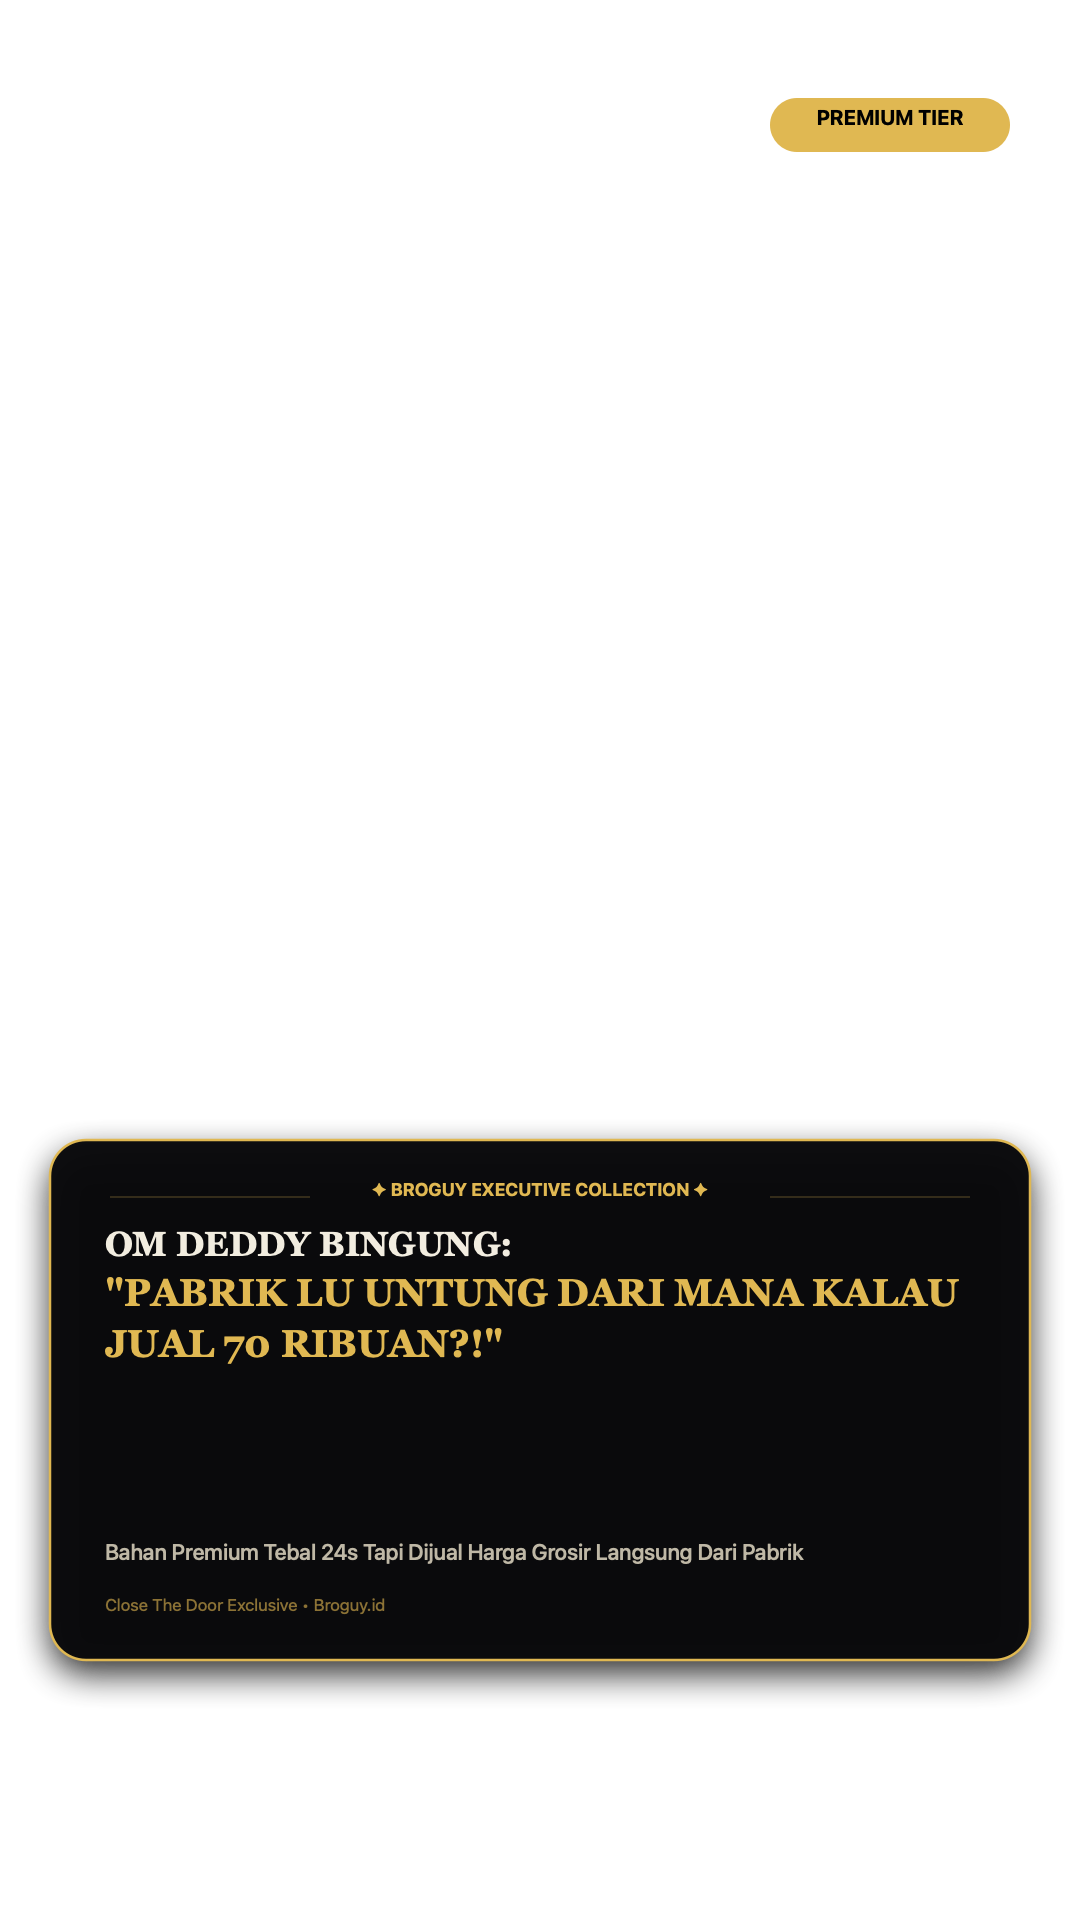 PREMIUM TIER
✦ BROGUY EXECUTIVE COLLECTION ✦
OM DEDDY BINGUNG:
"PABRIK LU UNTUNG DARI MANA KALAU
JUAL 70 RIBUAN?!"
Bahan Premium Tebal 24s Tapi Dijual Harga Grosir Langsung Dari Pabrik
Close The Door Exclusive • Broguy.id